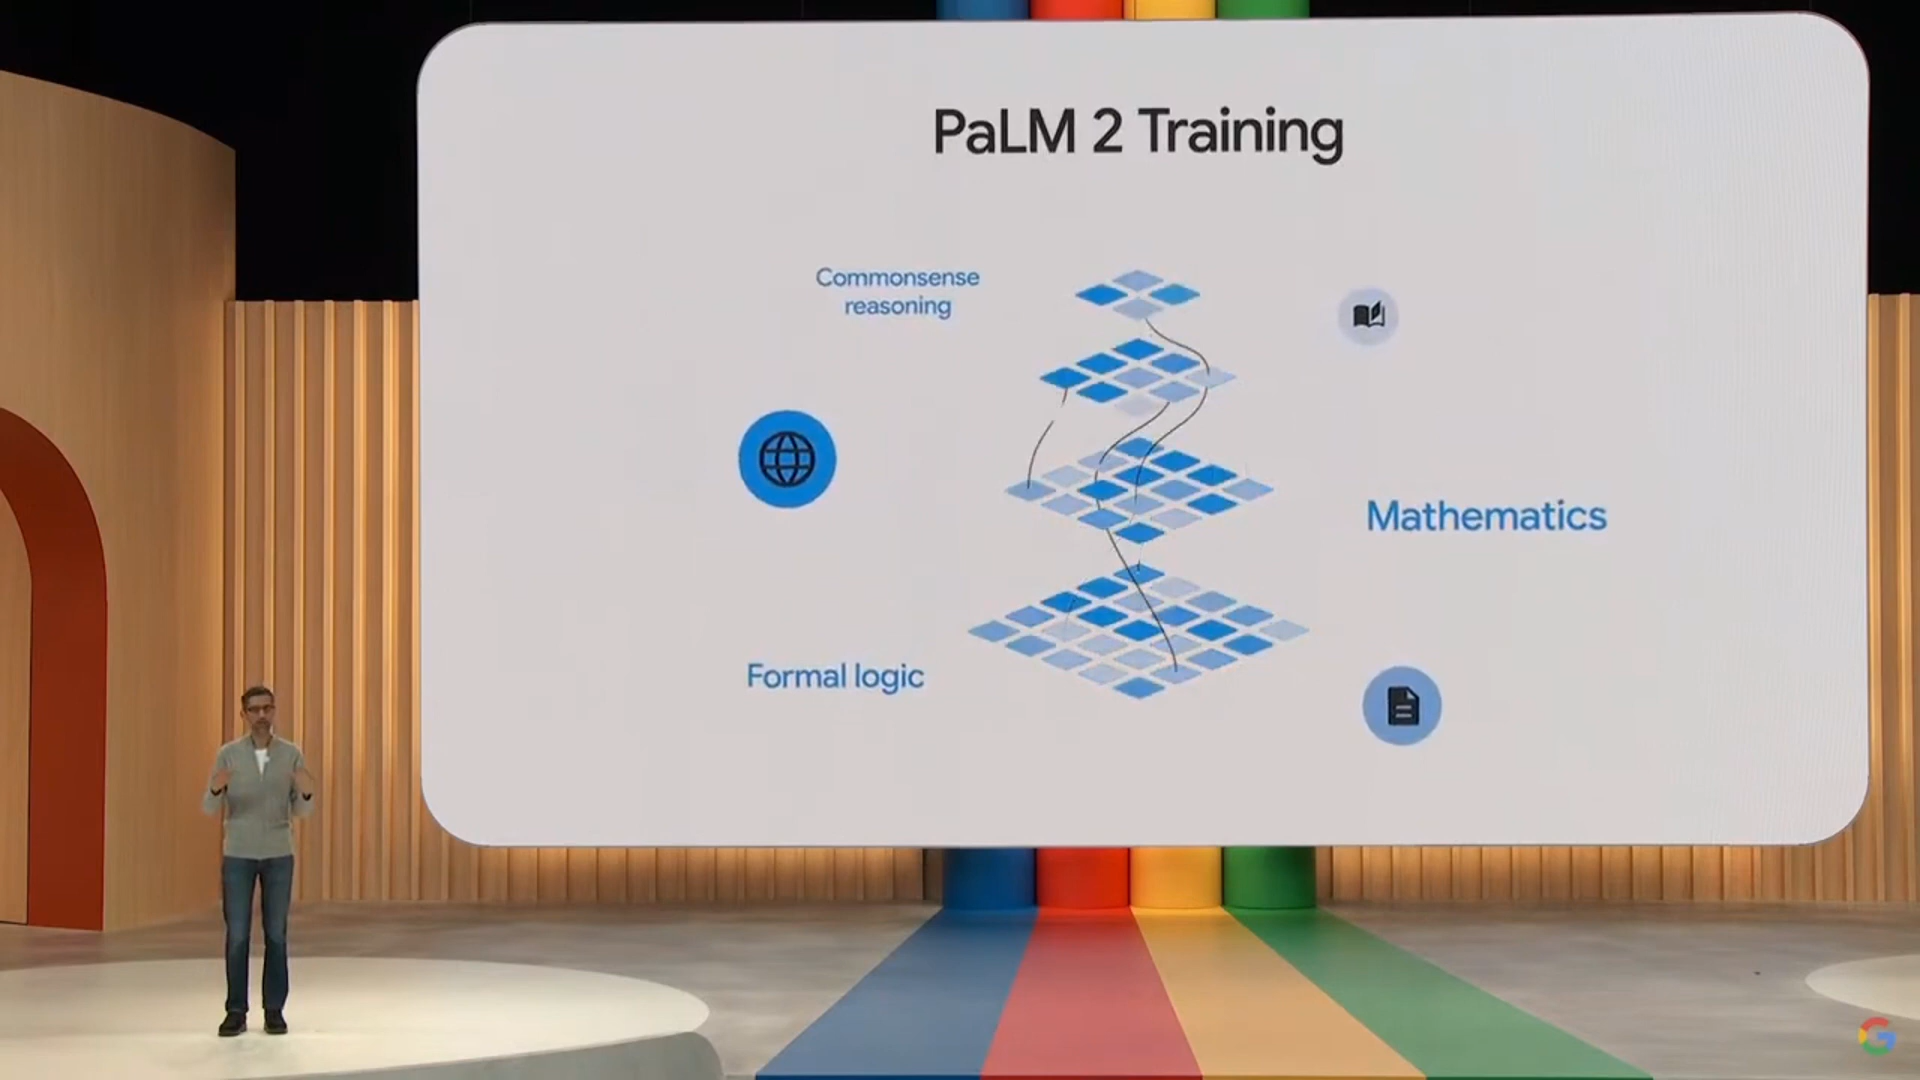 PaLM 2 Training
Commonsense
reasoning
Mathematics
Formal logic